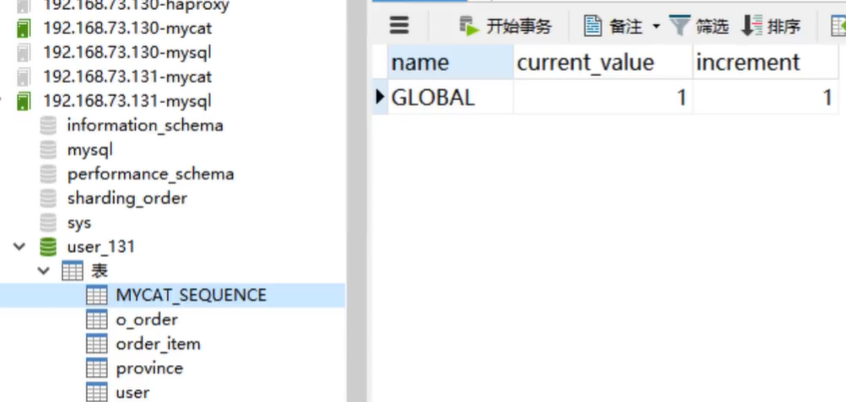 192.168.73.130-haproxy
192.168.73.130-mycat
192.168.73.130-mysql
192.168.73.131-mycat
192.168.73.131-mysql
information_schema
mysql
performance_schema
sharding_order
sys
user_131
表
MYCAT_SEQUENCE
o_order
order_item
province
user
开始事务 备注 筛选 排序
name current_value increment
GLOBAL 1 1